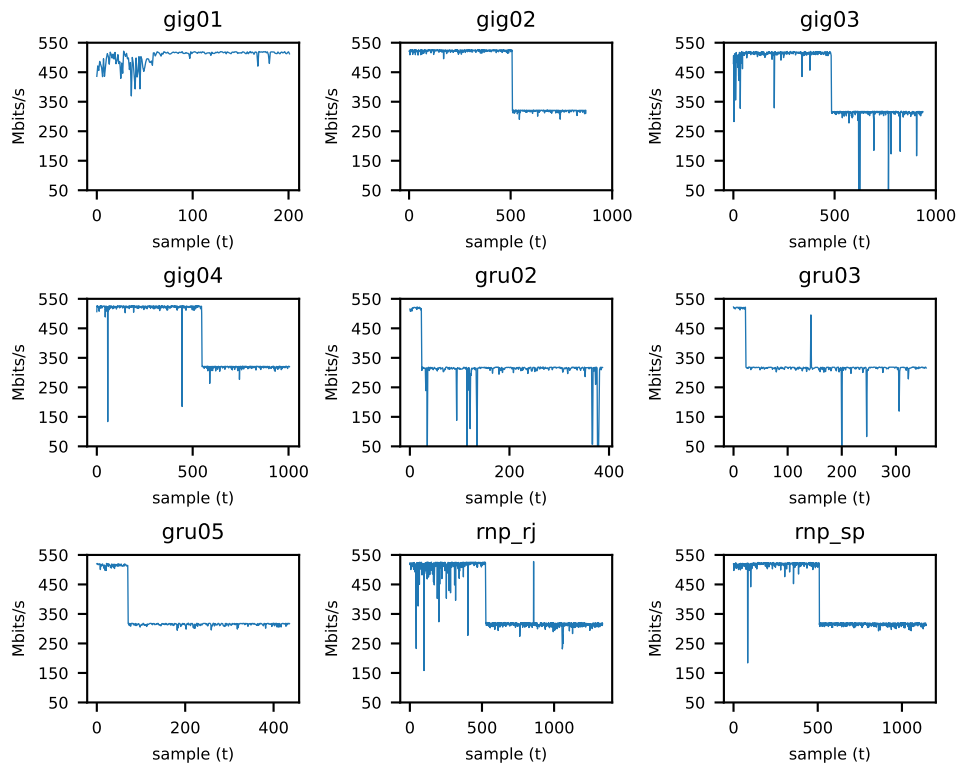 gig01 gig02 gig03
550 550 550
450 450 450
350 350 350
250 250 250
150 150 150
50 50 50
Mbits/s Mbits/s Mbits/s
0 100 200 0 500 1000 0 500 1000
sample (t) sample (t) sample (t)
gig04 gru02 gru03
550 550 550
450 450 450
350 350 350
250 250 250
150 150 150
50 50 50
Mbits/s Mbits/s Mbits/s
0 500 1000 0 200 400 0 100 200 300
sample (t) sample (t) sample (t)
gru05 rnp_rj rnp_sp
550 550 550
450 450 450
350 350 350
250 250 250
150 150 150
50 50 50
Mbits/s Mbits/s Mbits/s
0 200 400 0 500 1000 0 500 1000
sample (t) sample (t) sample (t)